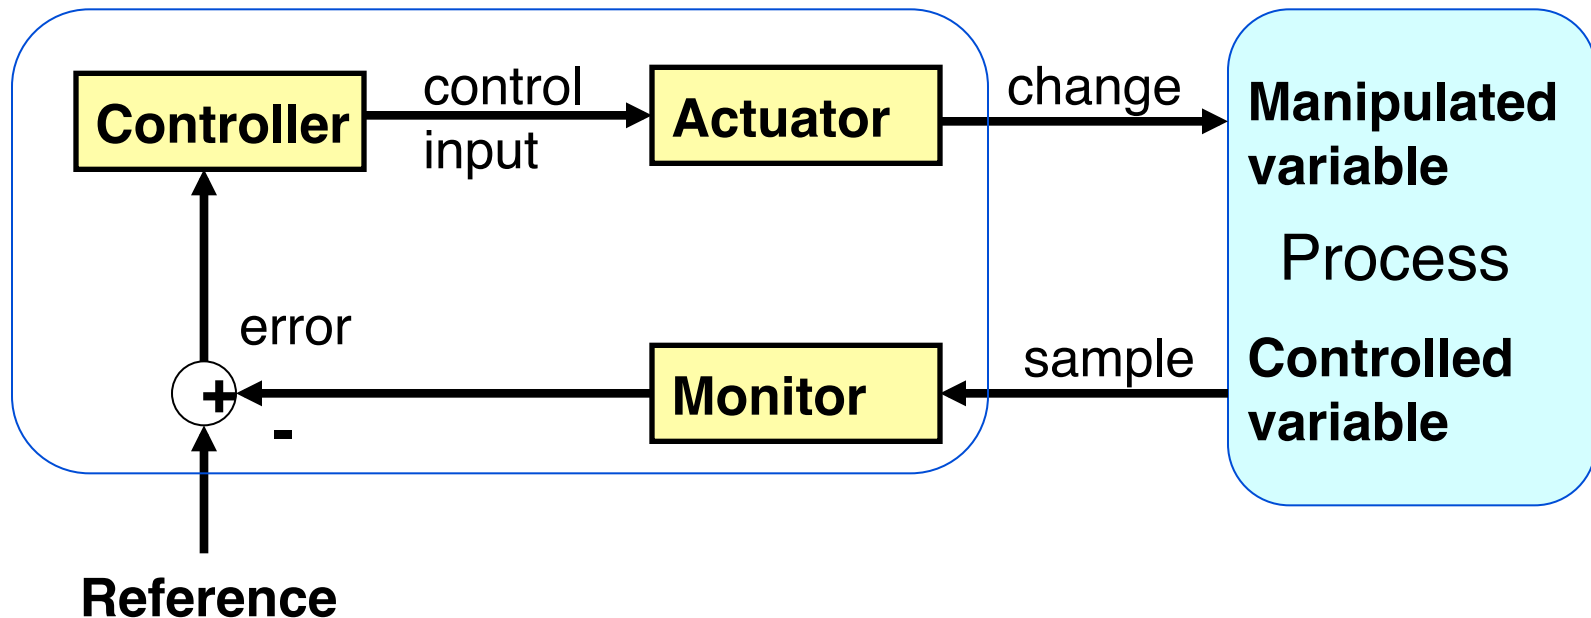 Controller
control
input
Actuator
change
Manipulated
variable
Process
error
+
-
Monitor
sample
Controlled
variable
Reference